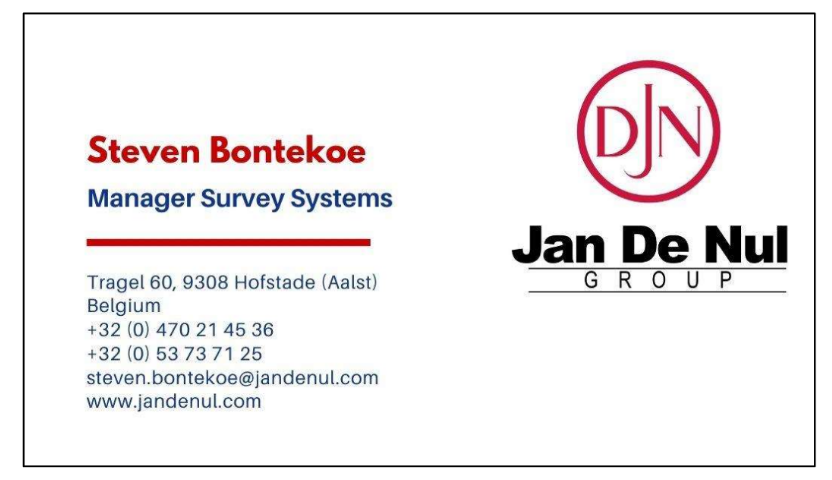 Steven Bontekoe
Manager Survey Systems
Tragel 60, 9308 Hofstade (Aalst)
Belgium
+32 (0) 470 21 45 36
+32 (0) 53 73 71 25
steven.bontekoe@jandenul.com
www.jandenul.com
DJN
Jan De Nul
GROUP